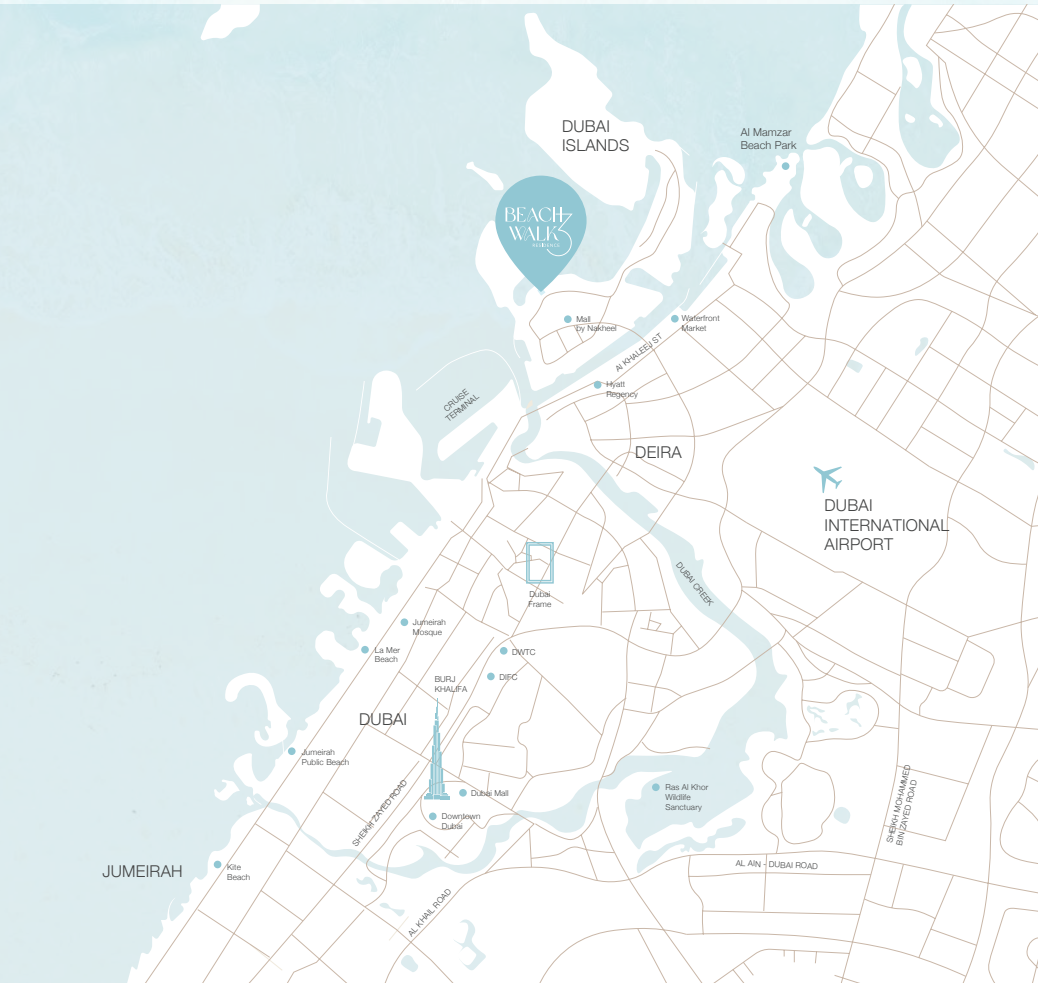 DUBAI
ISLANDS
Al Mamzar
Beach Park
BEACH
WALK 3
RESIDENCE
Mall
by Nakheel
Waterfront
Market
Al KHALEEJ ST
Hyatt
Regency
CRUISE
TERMINAL
DEIRA
DUBAI
INTERNATIONAL
AIRPORT
DUBAI CREEK
Dubai
Frame
Jumeirah
Mosque
La Mer
Beach
DWTC
DIFC
BURJ
KHALIFA
DUBAI
Jumeirah
Public Beach
Dubai Mall
Downtown
Dubai
SHEIKH ZAYED ROAD
Ras Al Khor
Wildlife
Sanctuary
SHEIKH MOHAMMED
BIN ZAYED ROAD
AL AIN - DUBAI ROAD
JUMEIRAH
Kite
Beach
AL KHAIL ROAD